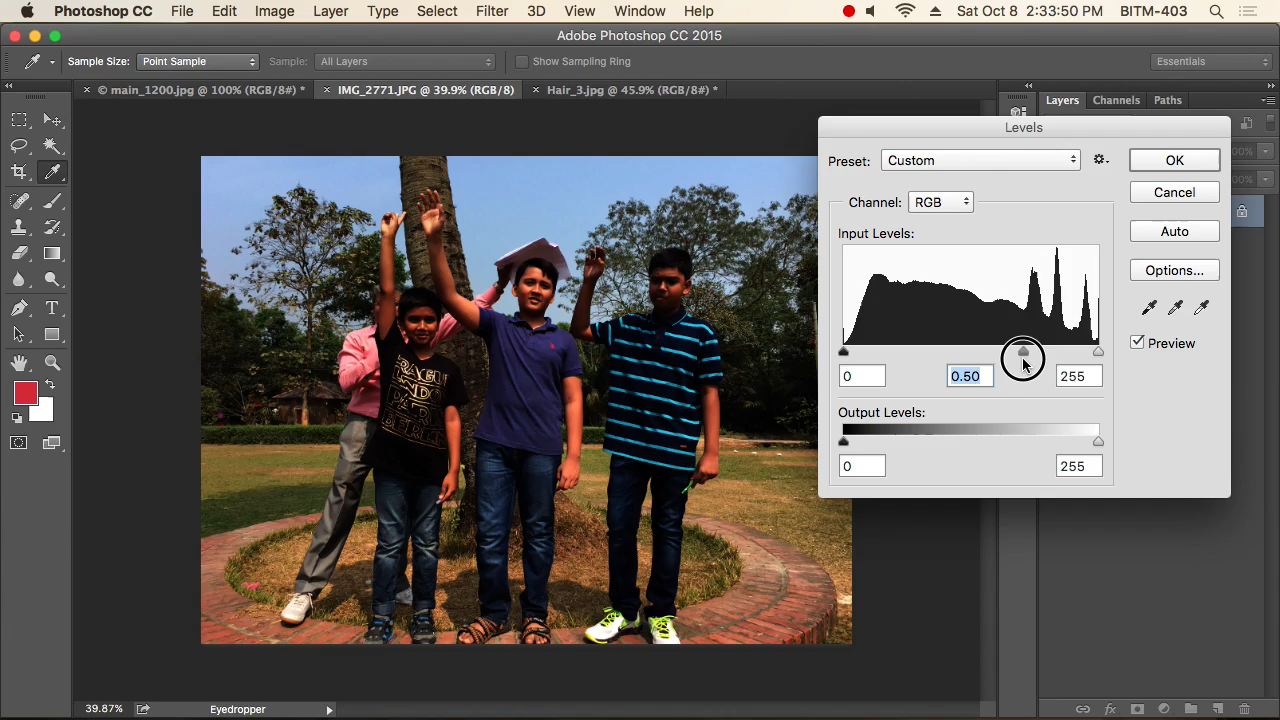 Photoshop CC File Edit Image Layer Type Select Filter 3D View Window Help Sat Oct 8 2:33:50 PM BITM-403
Adobe Photoshop CC 2015
Sample Size: Point Sample Sample: All Layers Show Sampling Ring Essentials
× © main_1200.jpg @ 100% (RGB/8#) * × IMG_2771.JPG @ 39.9% (RGB/8) × Hair_3.jpg @ 45.9% (RGB/8#) *
Layers Channels Paths
Levels
Preset: Custom OK
Cancel
Channel: RGB
Auto
Input Levels:
Options...
Preview
0 0.50 255
Output Levels:
0 255
39.87% Eyedropper